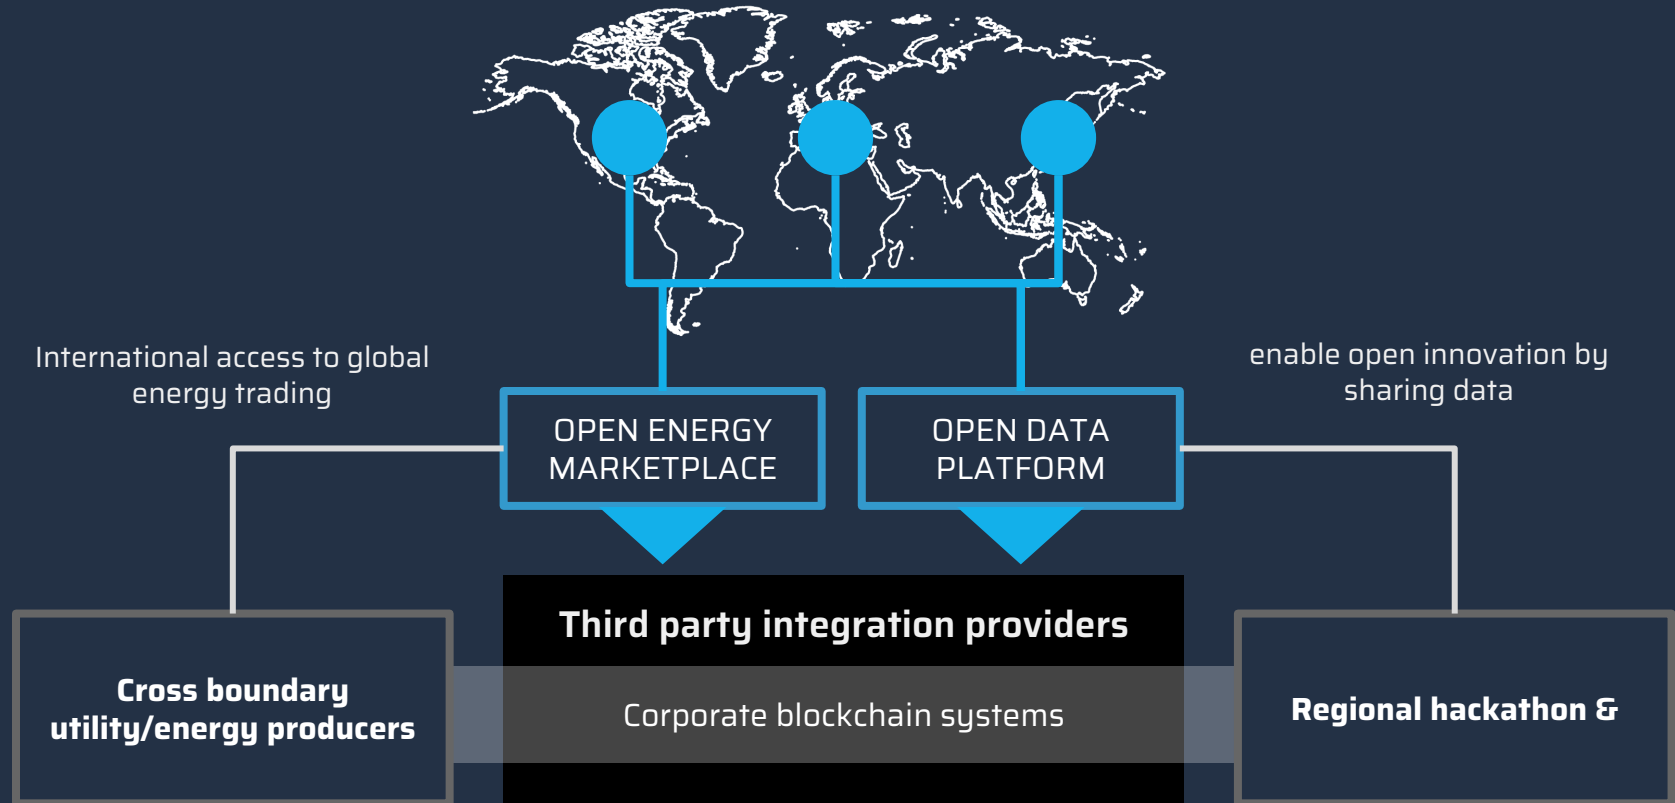 International access to global
energy trading
enable open innovation by
sharing data
OPEN ENERGY
MARKETPLACE
OPEN DATA
PLATFORM
Third party integration providers
Cross boundary
utility/energy producers
Corporate blockchain systems
Regional hackathon &